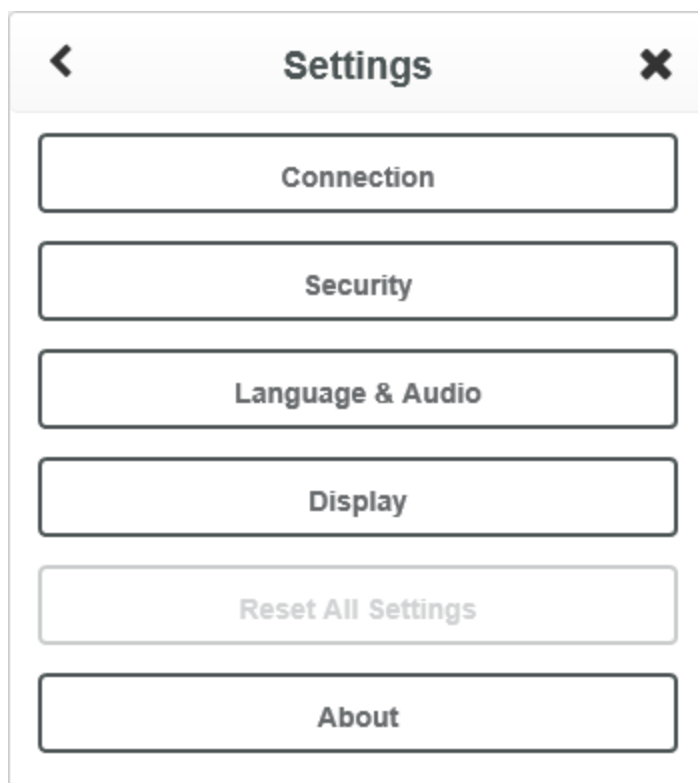 Settings
Connection
Security
Language & Audio
Display
Reset All Settings
About